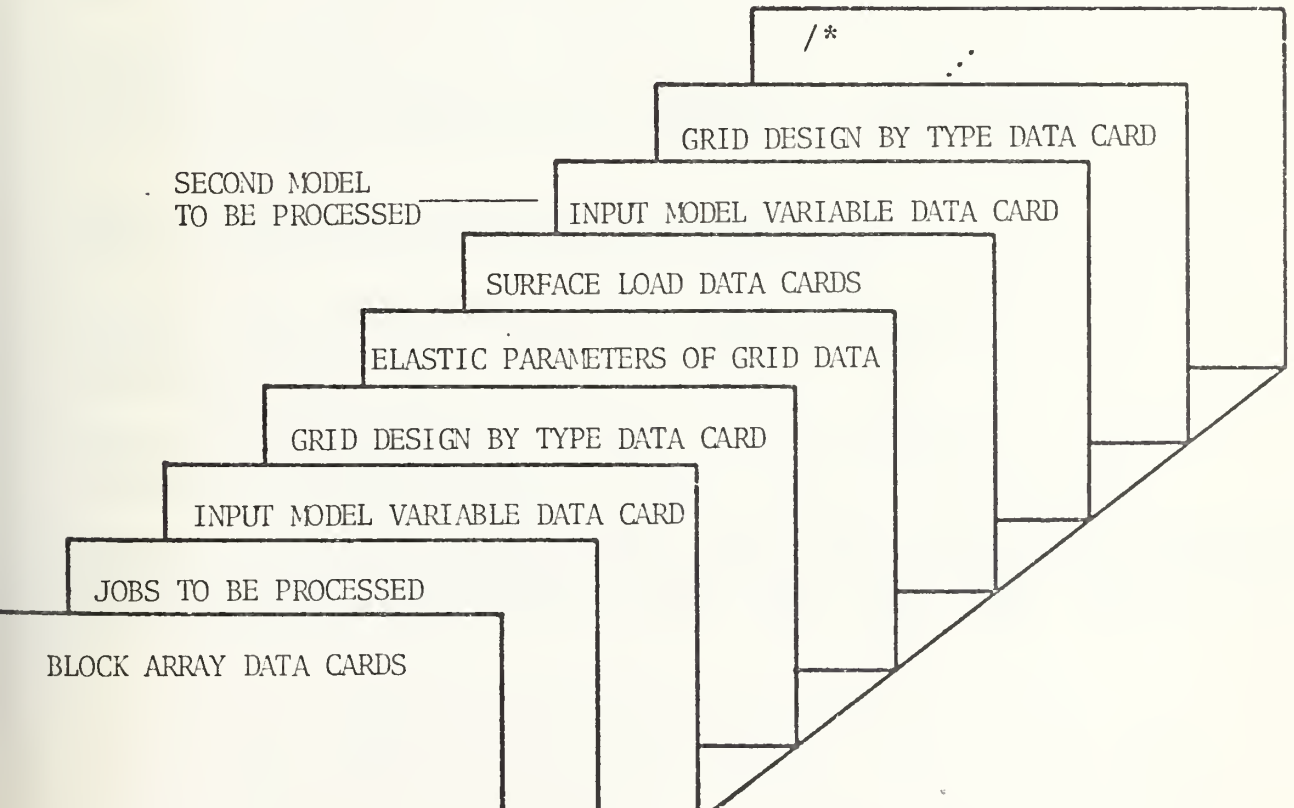 /*
GRID DESIGN BY TYPE DATA CARD
SECOND MODEL
TO BE PROCESSED
INPUT MODEL VARIABLE DATA CARD
SURFACE LOAD DATA CARDS
ELASTIC PARAMETERS OF GRID DATA
GRID DESIGN BY TYPE DATA CARD
INPUT MODEL VARIABLE DATA CARD
JOBS TO BE PROCESSED
BLOCK ARRAY DATA CARDS